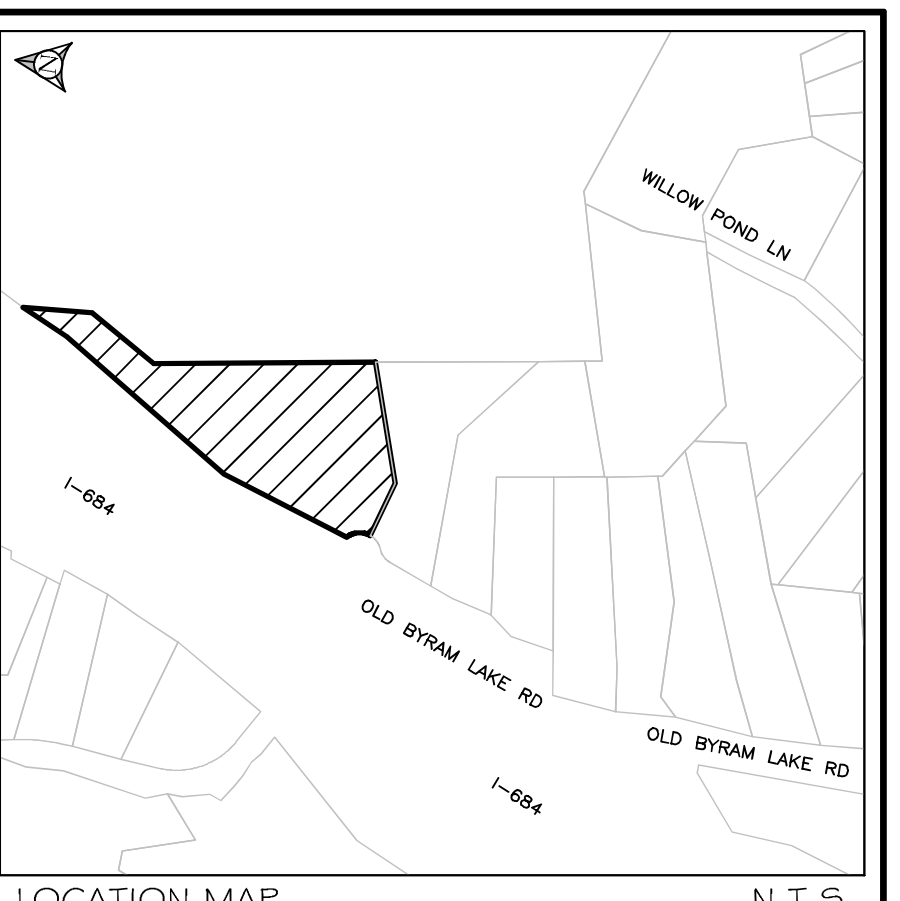 N
WILLOW POND LN
I-684
OLD BYRAM LAKE RD
OLD BYRAM LAKE RD
I-684
LOCATION MAP
N.T.S.